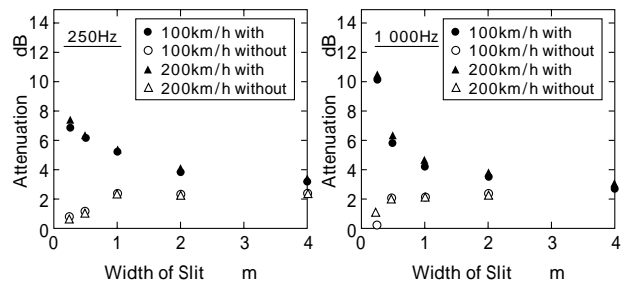 14
12
10
8
6
4
2
0
Attenuation dB
250Hz
100km/h with
100km/h without
200km/h with
200km/h without
0 1 2 4
Width of Slit m
14
12
10
8
6
4
2
0
Attenuation dB
1 000Hz
100km/h with
100km/h without
200km/h with
200km/h without
0 1 2 4
Width of Slit m